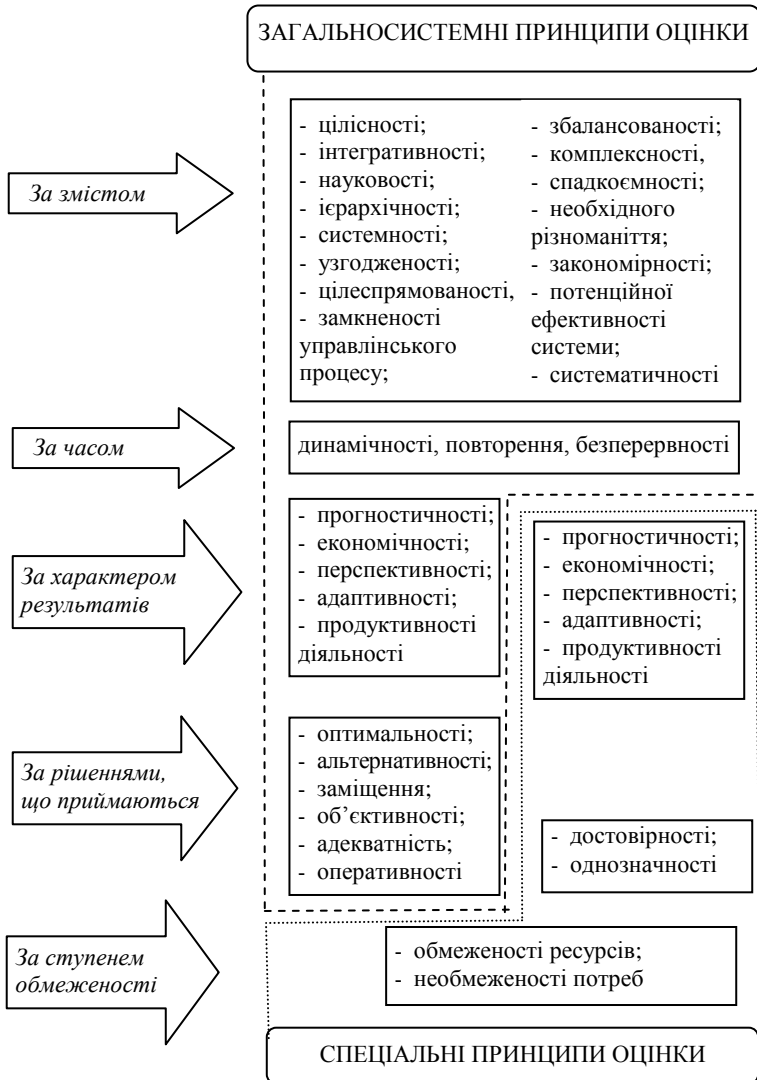 ЗАГАЛЬНОСИСТЕМНІ ПРИНЦИПИ ОЦІНКИ
За змістом
- цілісності;
- інтегративності;
- науковості;
- ієрархічності;
- системності;
- узгодженості;
- цілеспрямованості,
- замкненості
управлінського
процесу;
- збалансованості;
- комплексності,
- спадкоємності;
- необхідного
різноманіття;
- закономірності;
- потенційної
ефективності
системи;
- систематичності
За часом
динамічності, повторення, безперервності
За характером
результатів
- прогностичності;
- економічності;
- перспективності;
- адаптивності;
- продуктивності
діяльності
- прогностичності;
- економічності;
- перспективності;
- адаптивності;
- продуктивності
діяльності
За рішеннями,
що приймаються
- оптимальності;
- альтернативності;
- заміщення;
- об’єктивності;
- адекватність;
- оперативності
- достовірності;
- однозначності
За ступенем
обмеженості
- обмеженості ресурсів;
- необмеженості потреб
СПЕЦІАЛЬНІ ПРИНЦИПИ ОЦІНКИ